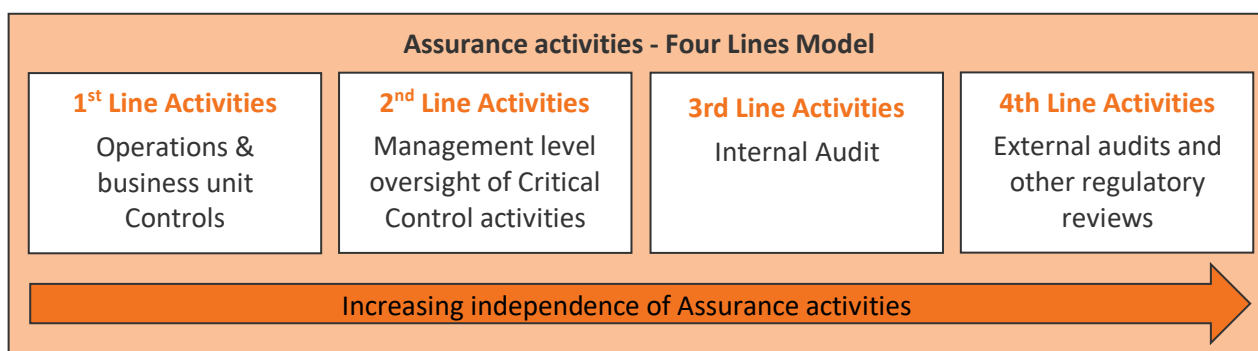 Assurance activities - Four Lines Model
1st Line Activities
Operations &
business unit
Controls
2nd Line Activities
Management level
oversight of Critical
Control activities
3rd Line Activities
Internal Audit
4th Line Activities
External audits and
other regulatory
reviews
Increasing independence of Assurance activities